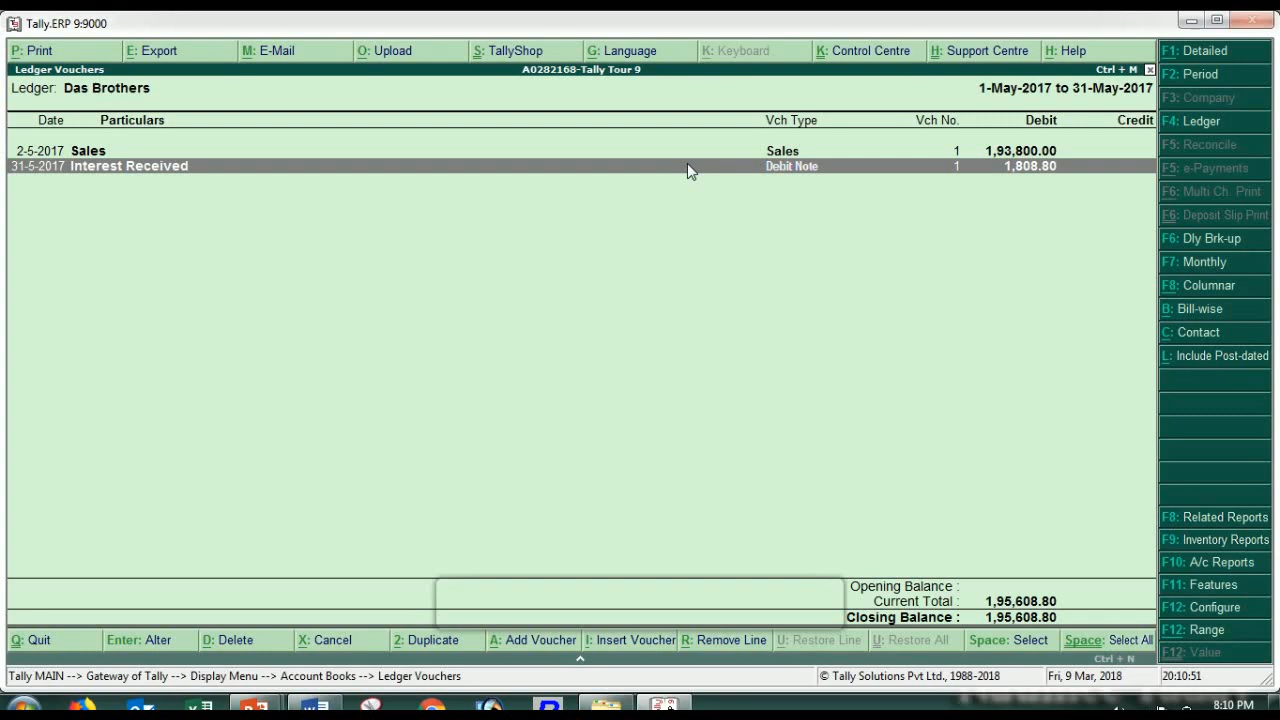 Tally.ERP 9:9000
P: Print E: Export M: E-Mail O: Upload S: TallyShop G: Language K: Keyboard K: Control Centre H: Support Centre H: Help
Ledger Vouchers A0282168-Tally Tour 9 Ctrl + M
Ledger: Das Brothers 1-May-2017 to 31-May-2017
Date Particulars Vch Type Vch No. Debit Credit
2-5-2017 Sales Sales 1 1,93,800.00
31-5-2017 Interest Received Debit Note 1 1,808.80
Opening Balance :
Current Total : 1,95,608.80
Closing Balance : 1,95,608.80
Q: Quit Enter: Alter D: Delete X: Cancel 2: Duplicate A: Add Voucher I: Insert Voucher R: Remove Line U: Restore Line U: Restore All Space: Select Space: Select All
Ctrl + N
Tally MAIN --> Gateway of Tally --> Display Menu --> Account Books --> Ledger Vouchers © Tally Solutions Pvt Ltd., 1988-2018 Fri, 9 Mar, 2018 20:10:51
F1: Detailed
F2: Period
F3: Company
F4: Ledger
F5: Reconcile
F5: e-Payments
F6: Multi Ch. Print
F6: Deposit Slip Print
F6: Dly Brk-up
F7: Monthly
F8: Columnar
B: Bill-wise
C: Contact
L: Include Post-dated
F8: Related Reports
F9: Inventory Reports
F10: A/c Reports
F11: Features
F12: Configure
F12: Range
F12: Value
8:10 PM